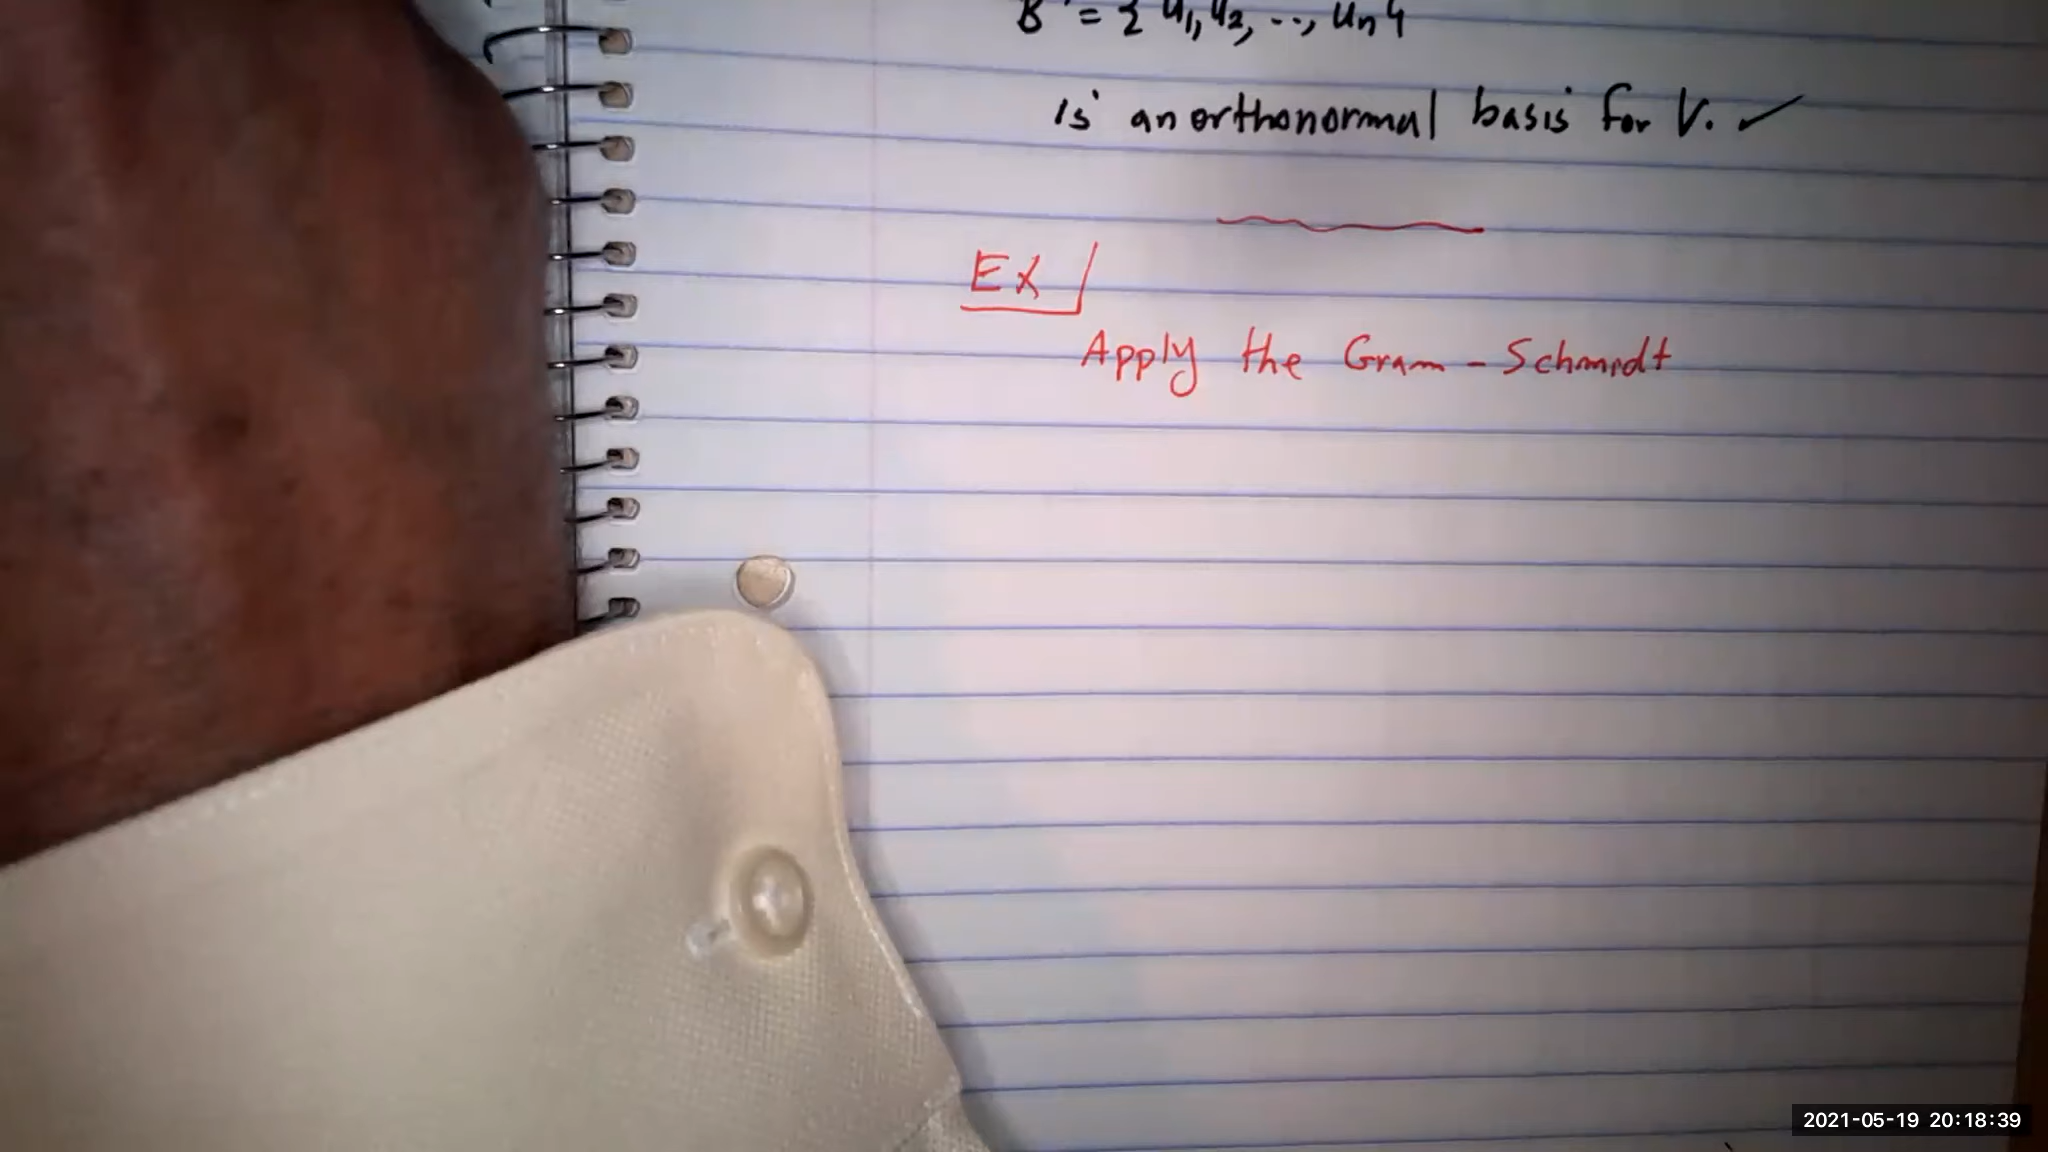 B' = { u1, u2, ..., un }
is an orthonormal basis for V. ✓
EX
Apply the Gram - Schmidt
2021-05-19 20:18:39